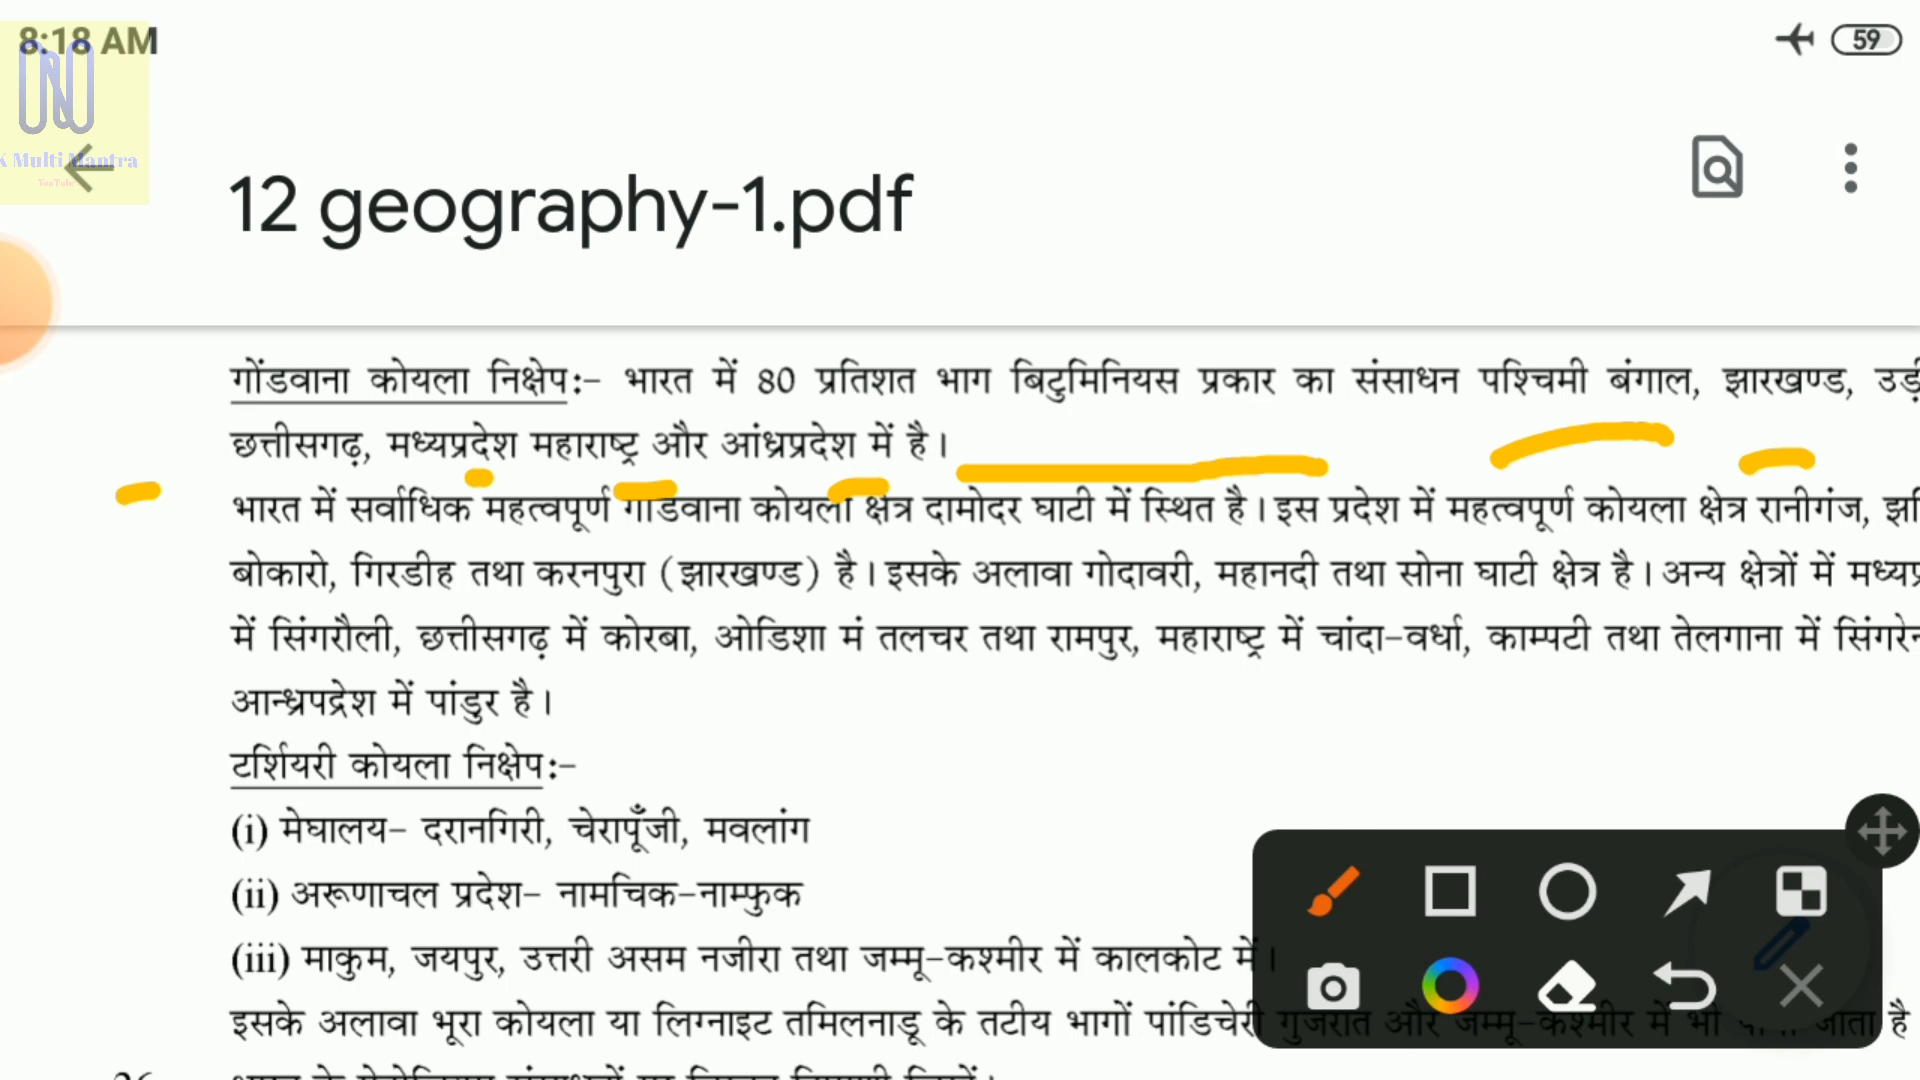 8:18 AM
59
K Multi Mantra
YouTube
12 geography-1.pdf
गोंडवाना कोयला निक्षेप:- भारत में 80 प्रतिशत भाग बिटुमिनियस प्रकार का संसाधन पश्चिमी बंगाल, झारखण्ड,
छत्तीसगढ़, मध्यप्रदेश महाराष्ट्र और आंध्रप्रदेश में है।
भारत में सर्वाधिक महत्वपूर्ण गोंडवाना कोयला क्षेत्र दामोदर घाटी में स्थित है। इस प्रदेश में महत्वपूर्ण कोयला क्षेत्र रानीगंज,
बोकारो, गिरडीह तथा करनपुरा (झारखण्ड) है। इसके अलावा गोदावरी, महानदी तथा सोना घाटी क्षेत्र है। अन्य क्षेत्रों में
में सिंगरौली, छत्तीसगढ़ में कोरबा, ओडिशा मं तलचर तथा रामपुर, महाराष्ट्र में चांदा-वर्धा, काम्पटी तथा तेलगाना में
आन्ध्रपद्रेश में पांडुर है।
टर्शियरी कोयला निक्षेप:-
(i) मेघालय- दरानगिरी, चेरापूँजी, मवलांग
(ii) अरूणाचल प्रदेश- नामचिक-नाम्फुक
(iii) माकुम, जयपुर, उत्तरी असम नजीरा तथा जम्मू-कश्मीर में कालकोट में।
इसके अलावा भूरा कोयला या लिग्नाइट तमिलनाडू के तटीय भागों पांडिचेरी गुजरात और जम्मू-कश्मीर में भी जाता है